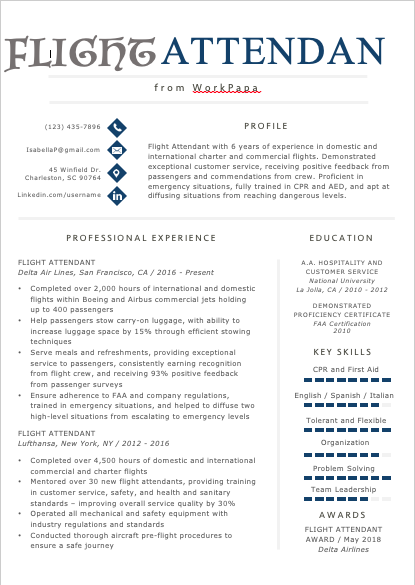 FLIGHT ATTENDAN
from WorkPapa
(123) 435-7896
IsabellaP@gmail.com
45 Winfield Dr.
Charleston, SC 90764
Linkedin.com/username
PROFILE
Flight Attendant with 6 years of experience in domestic and
international charter and commercial flights. Demonstrated
exceptional customer service, receiving positive feedback from
passengers and commendations from crew. Proficient in
emergency situations, fully trained in CPR and AED, and apt at
diffusing situations from reaching dangerous levels.
PROFESSIONAL EXPERIENCE
FLIGHT ATTENDANT
Delta Air Lines, San Francisco, CA / 2016 - Present
• Completed over 2,000 hours of international and domestic
flights within Boeing and Airbus commercial jets holding
up to 400 passengers
• Help passengers stow carry-on luggage, with ability to
increase luggage space by 15% through efficient stowing
techniques
• Serve meals and refreshments, providing exceptional
service to passengers, consistently earning recognition
from flight crew, and receiving 93% positive feedback
from passenger surveys
• Ensure adherence to FAA and company regulations,
trained in emergency situations, and helped to diffuse two
high-level situations from escalating to emergency levels
FLIGHT ATTENDANT
Lufthansa, New York, NY / 2012 - 2016
• Completed over 4,500 hours of domestic and international
commercial and charter flights
• Mentored over 30 new flight attendants, providing training
in customer service, safety, and health and sanitary
standards – improving overall service quality by 30%
• Operated all mechanical and safety equipment with
industry regulations and standards
• Conducted thorough aircraft pre-flight procedures to
ensure a safe journey
EDUCATION
A.A. HOSPITALITY AND
CUSTOMER SERVICE
National University
La Jolla, CA / 2010 - 2012
DEMONSTRATED
PROFICIENCY CERTIFICATE
FAA Certification
2010
KEY SKILLS
CPR and First Aid
English / Spanish / Italian
Tolerant and Flexible
Organization
Problem Solving
Team Leadership
AWARDS
FLIGHT ATTENDANT
AWARD / May 2018
Delta Airlines